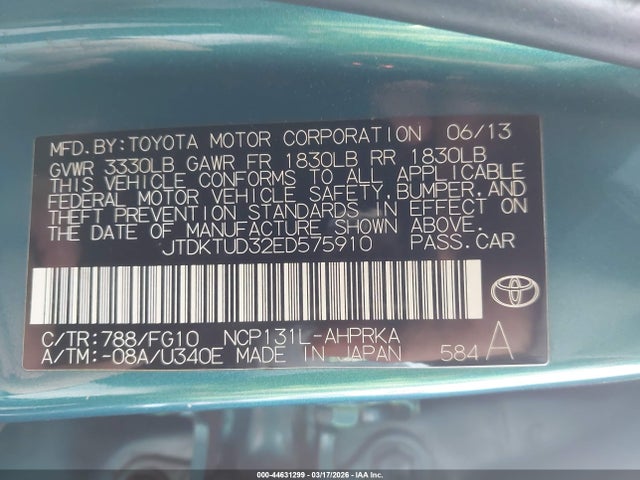 MFD. BY: TOYOTA MOTOR CORPORATION 06/13
GVWR 3330LB GAWR FR 1830LB RR 1830LB
THIS VEHICLE CONFORMS TO ALL APPLICABLE
FEDERAL MOTOR VEHICLE SAFETY, BUMPER, AND
THEFT PREVENTION STANDARDS IN EFFECT ON
THE DATE OF MANUFACTURE SHOWN ABOVE.
JTDKTUD32ED575910 PASS. CAR
C/TR: 788/FG10 NCP131L-AHPRKA
A/TM: -08A/U340E MADE IN JAPAN 584 A
000-44631299 | 03/17/2026 | IAA Inc.